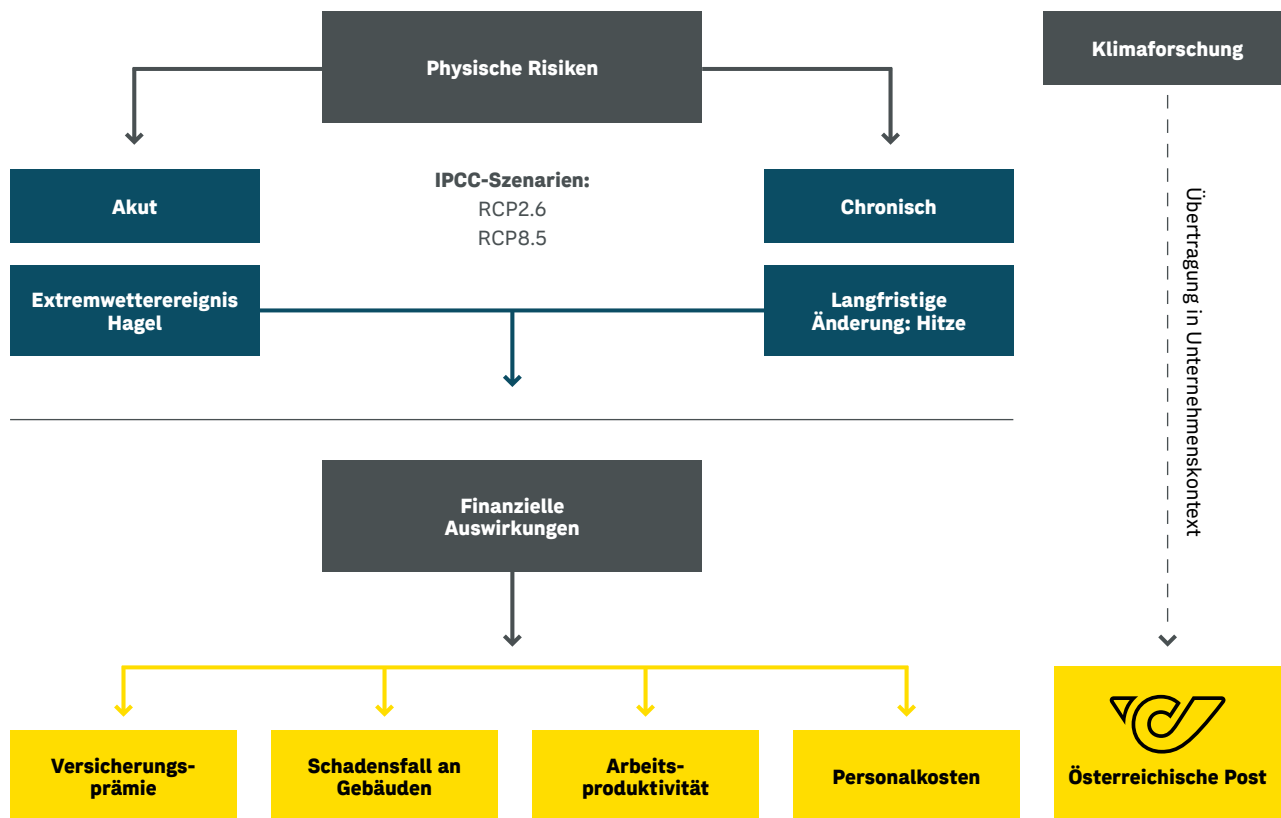 Physische Risiken
Klimaforschung
IPCC-Szenarien:
RCP2.6
RCP8.5
Akut
Chronisch
Extremwetterereignis
Hagel
Langfristige
Änderung: Hitze
Übertragung in Unternehmenskontext
Finanzielle
Auswirkungen
Versicherungs-
prämie
Schadensfall an
Gebäuden
Arbeits-
produktivität
Personalkosten
Österreichische Post